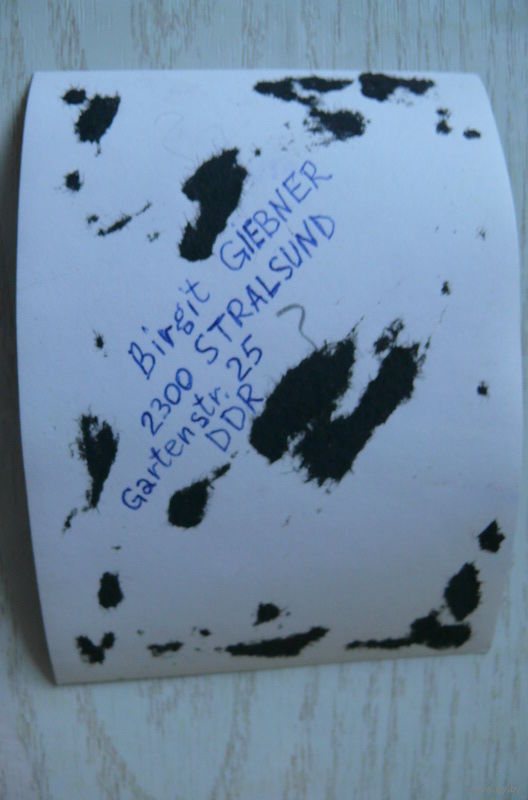 Birgit GIEBNER
2300 STRALSUND
Gartenstr. 25
DDR